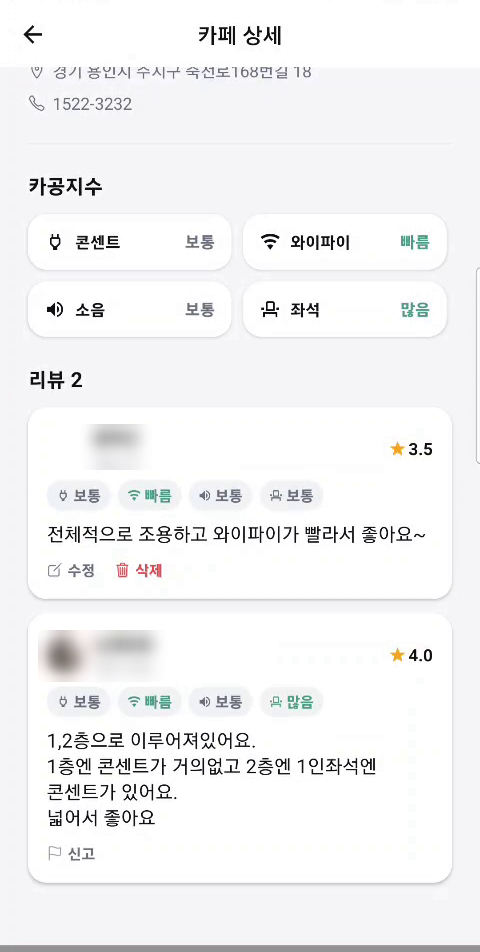 카페 상세
경기 용인시 수지구 숙선로168번길 18
1522-3232
카공지수
콘센트 보통
와이파이 빠름
소음 보통
좌석 많음
리뷰 2
3.5
보통 빠름 보통 보통
전체적으로 조용하고 와이파이가 빨라서 좋아요~
수정 삭제
4.0
보통 빠름 보통 많음
1,2층으로 이루어져있어요.
1층엔 콘센트가 거의없고 2층엔 1인좌석엔
콘센트가 있어요.
넓어서 좋아요
신고